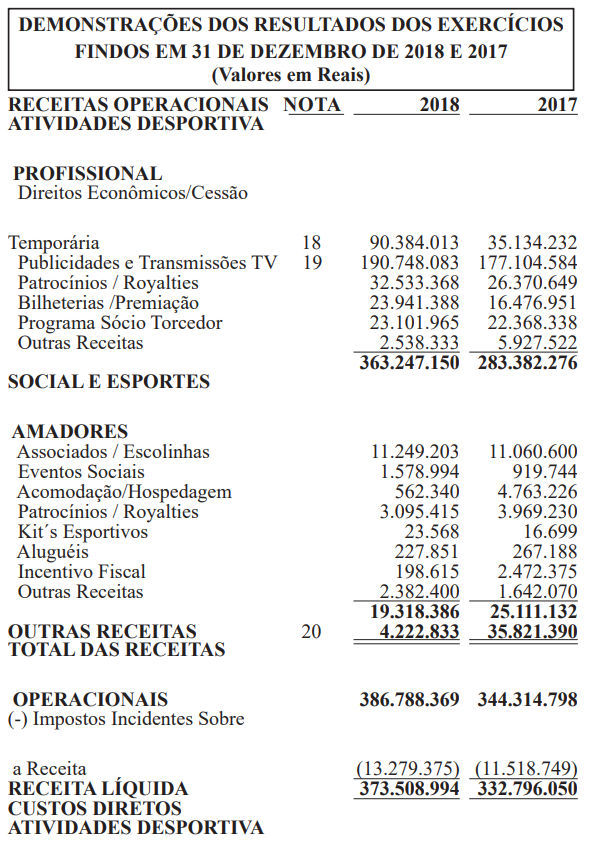 DEMONSTRAÇÕES DOS RESULTADOS DOS EXERCÍCIOS
FINDOS EM 31 DE DEZEMBRO DE 2018 E 2017
(Valores em Reais)
RECEITAS OPERACIONAIS NOTA 2018 2017
ATIVIDADES DESPORTIVA
PROFISSIONAL
Direitos Econômicos/Cessão
Temporária 18 90.384.013 35.134.232
Publicidades e Transmissões TV 19 190.748.083 177.104.584
Patrocínios / Royalties 32.533.368 26.370.649
Bilheterias /Premiação 23.941.388 16.476.951
Programa Sócio Torcedor 23.101.965 22.368.338
Outras Receitas 2.538.333 5.927.522
363.247.150 283.382.276
SOCIAL E ESPORTES
AMADORES
Associados / Escolinhas 11.249.203 11.060.600
Eventos Sociais 1.578.994 919.744
Acomodação/Hospedagem 562.340 4.763.226
Patrocínios / Royalties 3.095.415 3.969.230
Kit´s Esportivos 23.568 16.699
Aluguéis 227.851 267.188
Incentivo Fiscal 198.615 2.472.375
Outras Receitas 2.382.400 1.642.070
19.318.386 25.111.132
OUTRAS RECEITAS 20 4.222.833 35.821.390
TOTAL DAS RECEITAS
OPERACIONAIS 386.788.369 344.314.798
(-) Impostos Incidentes Sobre
a Receita (13.279.375) (11.518.749)
RECEITA LÍQUIDA 373.508.994 332.796.050
CUSTOS DIRETOS
ATIVIDADES DESPORTIVA